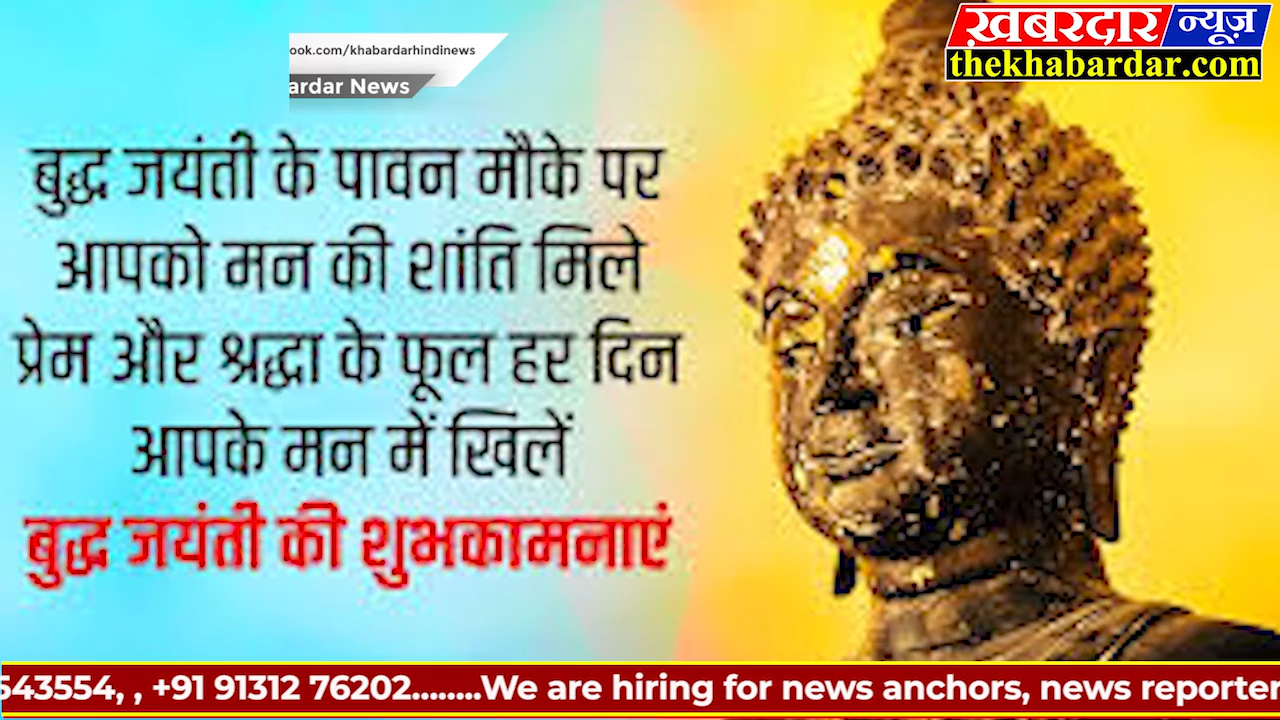 ख़बरदार न्यूज़
thekhabardar.com
ook.com/khabardarhindinews
ardar News
बुद्ध जयंती के पावन मौके पर
आपको मन की शांति मिले
प्रेम और श्रद्धा के फूल हर दिन
आपके मन में खिलें
बुद्ध जयंती की शुभकामनाएं
543554, , +91 91312 76202........We are hiring for news anchors, news reporter